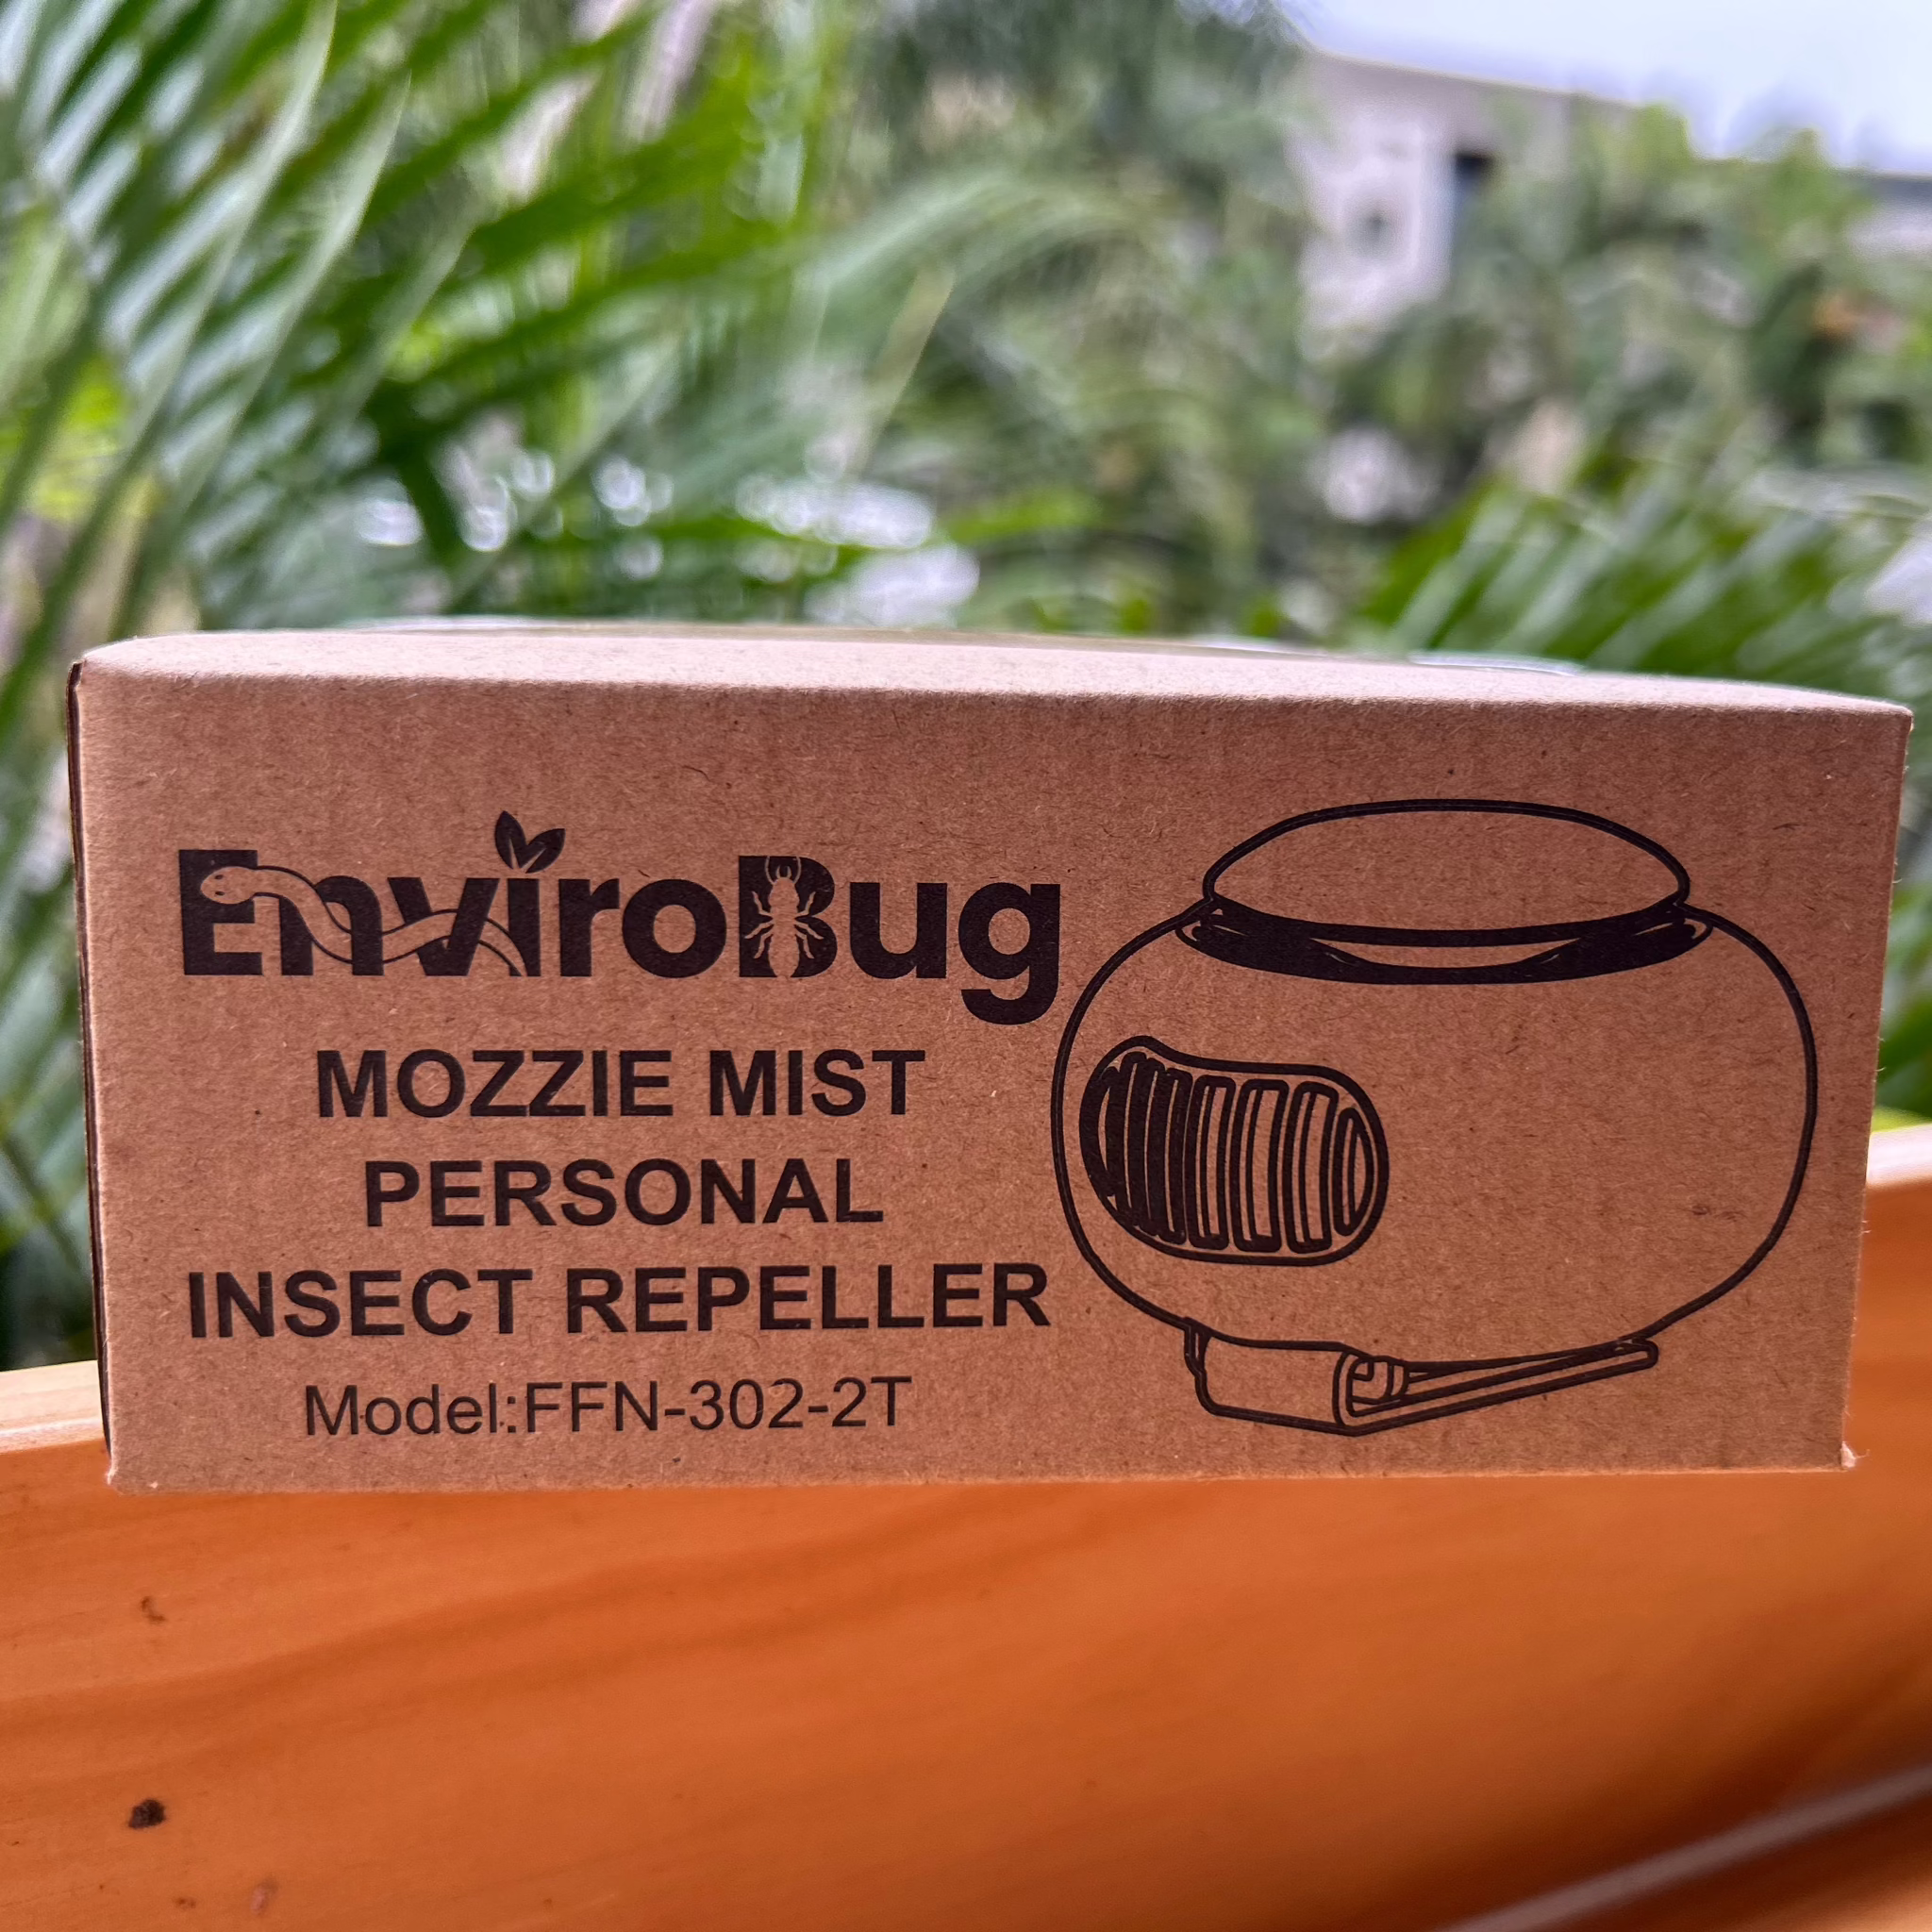 EnviroBug
MOZZIE MIST
PERSONAL
INSECT REPELLER
Model:FFN-302-2T